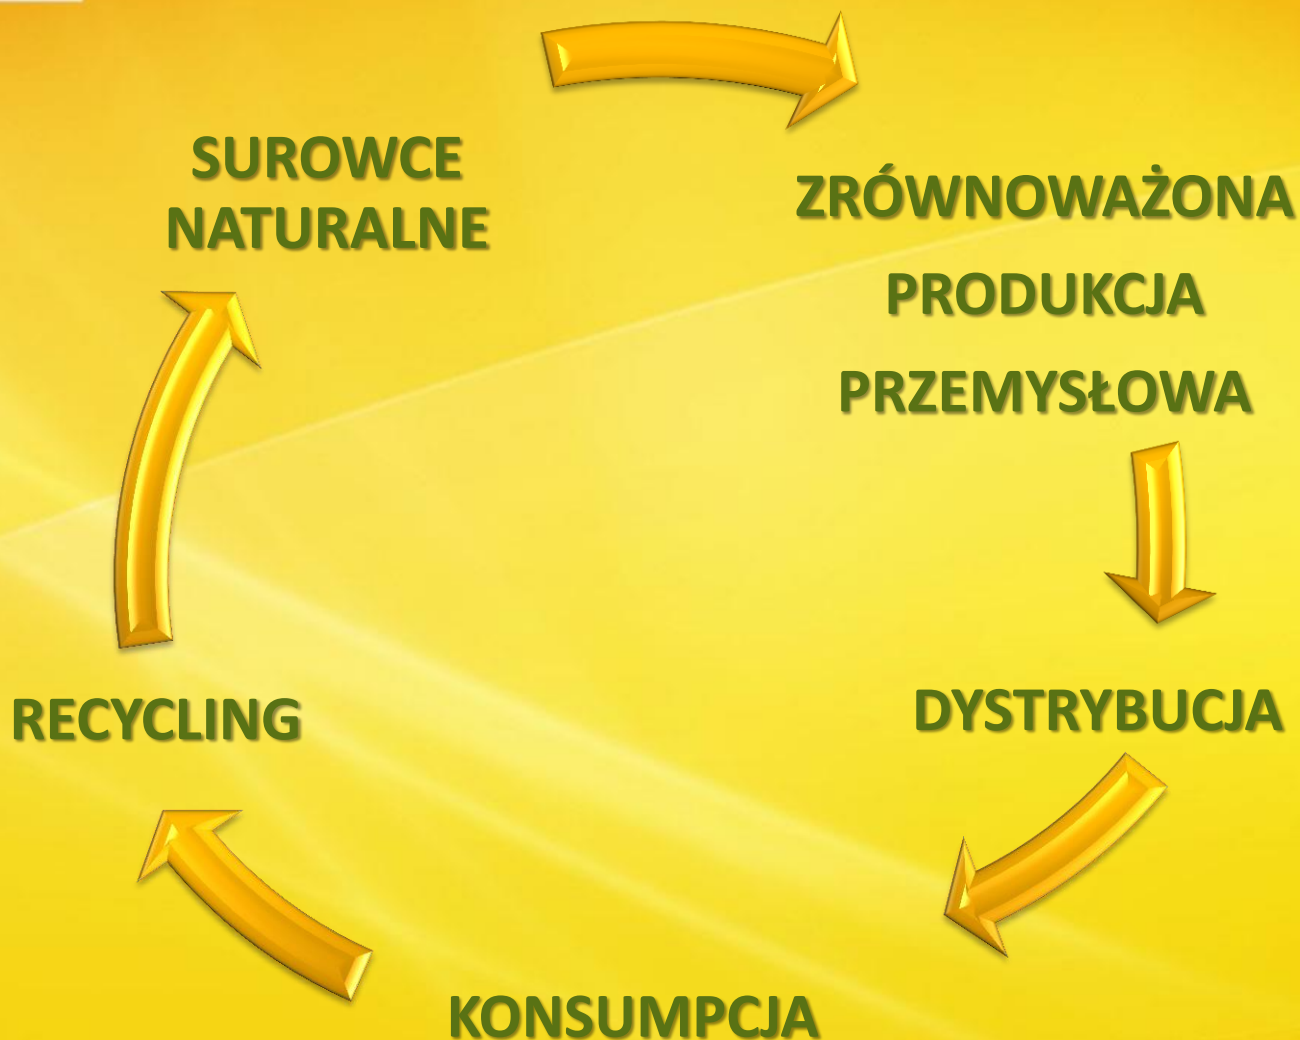 SUROWCE
NATURALNE
ZRÓWNOWAŻONA
PRODUKCJA
PRZEMYSŁOWA
DYSTRYBUCJA
KONSUMPCJA
RECYCLING